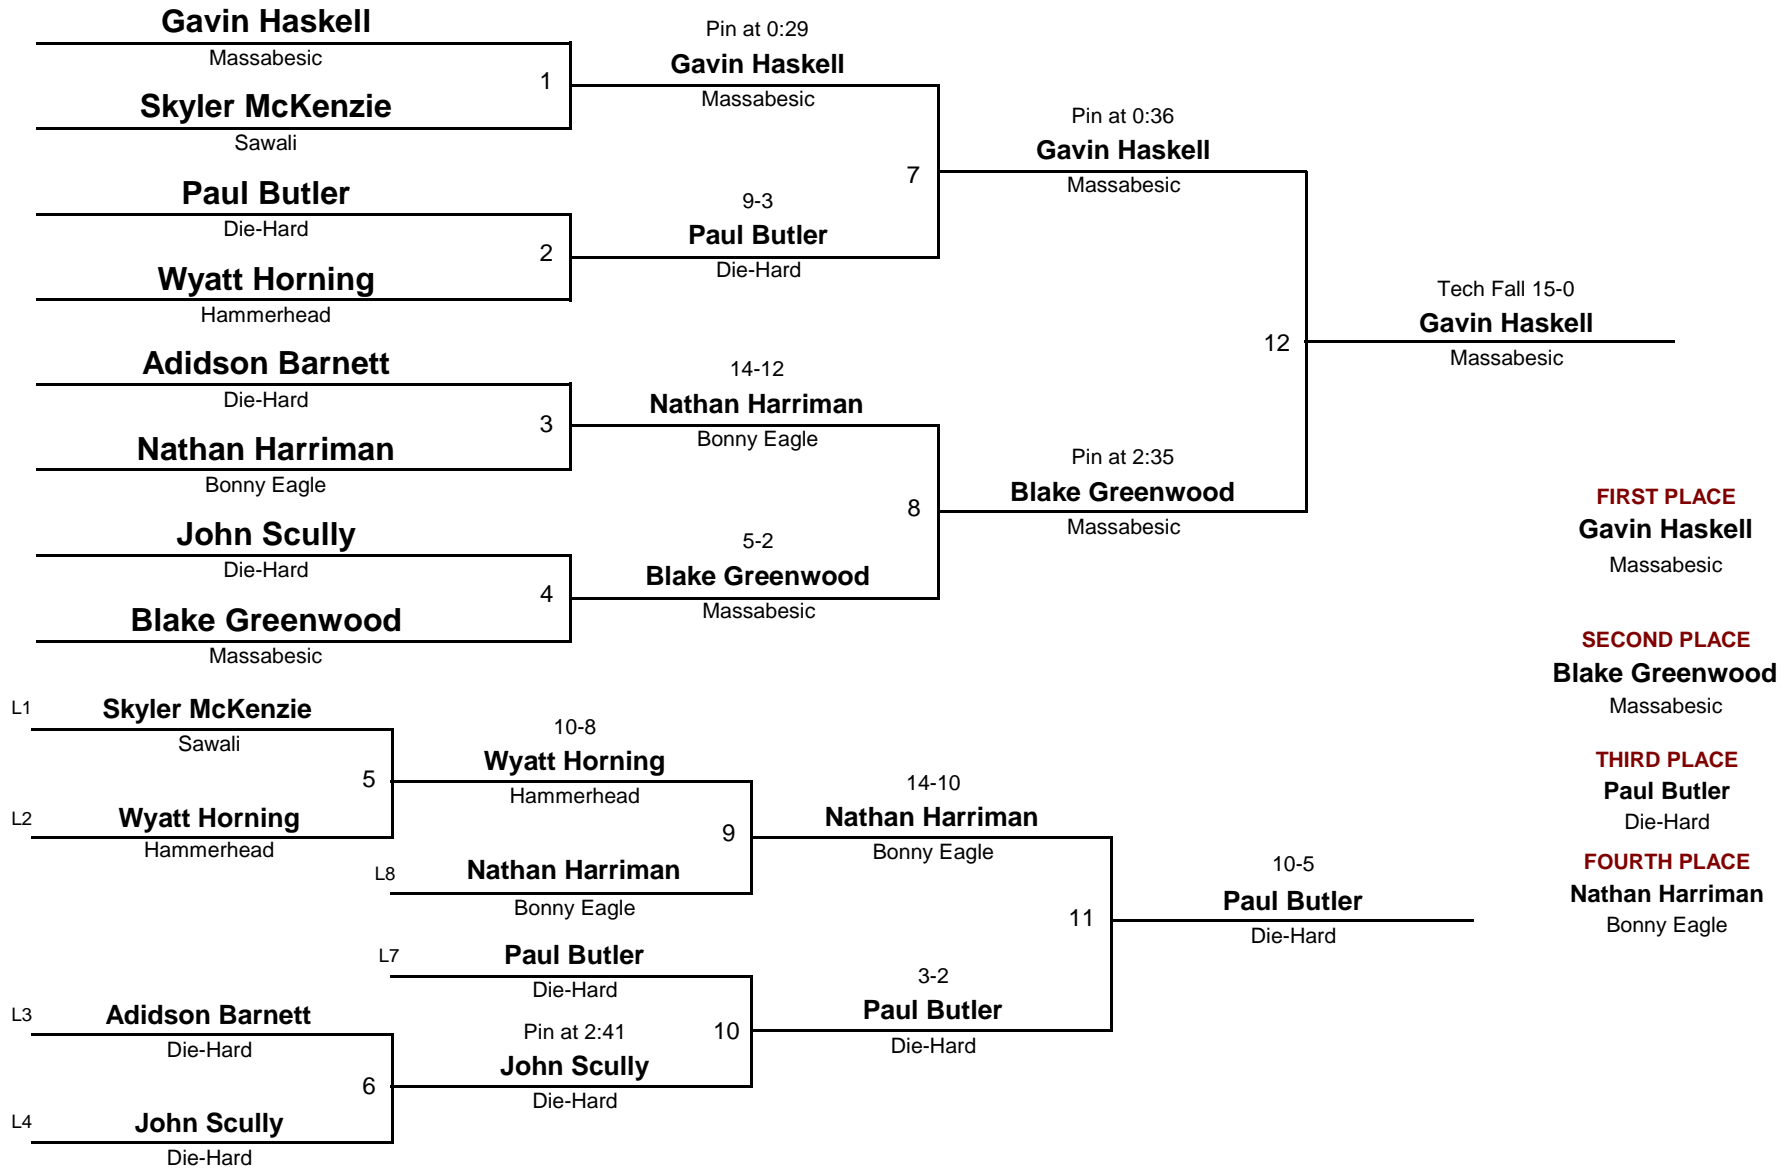 Gavin Haskell
Massabesic
1
Skyler McKenzie
Sawali
Paul Butler
Die-Hard
2
Wyatt Horning
Hammerhead
Adidson Barnett
Die-Hard
3
Nathan Harriman
Bonny Eagle
John Scully
Die-Hard
4
Blake Greenwood
Massabesic
Pin at 0:29
Gavin Haskell
Massabesic
7
9-3
Paul Butler
Die-Hard
14-12
Nathan Harriman
Bonny Eagle
8
5-2
Blake Greenwood
Massabesic
Pin at 0:36
Gavin Haskell
Massabesic
12
Pin at 2:35
Blake Greenwood
Massabesic
Tech Fall 15-0
Gavin Haskell
Massabesic
L1 Skyler McKenzie
Sawali
5
L2 Wyatt Horning
Hammerhead
L3 Adidson Barnett
Die-Hard
6
L4 John Scully
Die-Hard
10-8
Wyatt Horning
Hammerhead
9
L8 Nathan Harriman
Bonny Eagle
L7 Paul Butler
Die-Hard
10
Pin at 2:41
John Scully
Die-Hard
14-10
Nathan Harriman
Bonny Eagle
11
3-2
Paul Butler
Die-Hard
10-5
Paul Butler
Die-Hard
FIRST PLACE
Gavin Haskell
Massabesic
SECOND PLACE
Blake Greenwood
Massabesic
THIRD PLACE
Paul Butler
Die-Hard
FOURTH PLACE
Nathan Harriman
Bonny Eagle